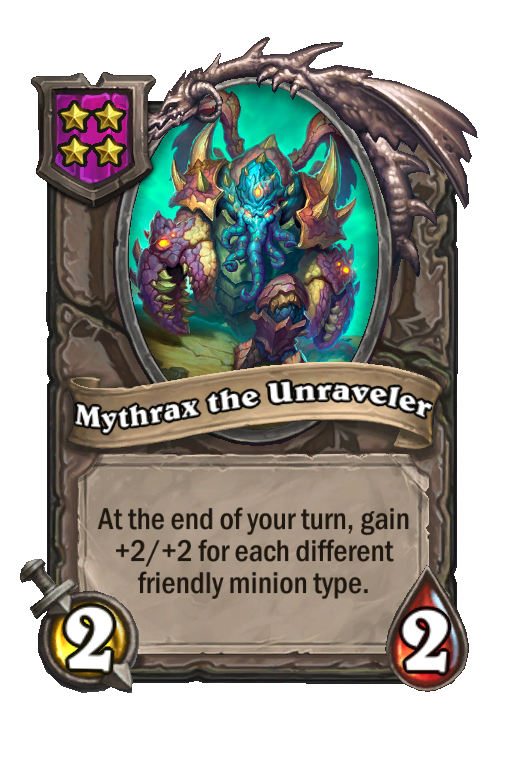 Mythrax the Unraveler
At the end of your turn, gain
+2/+2 for each different
friendly minion type.
2
2